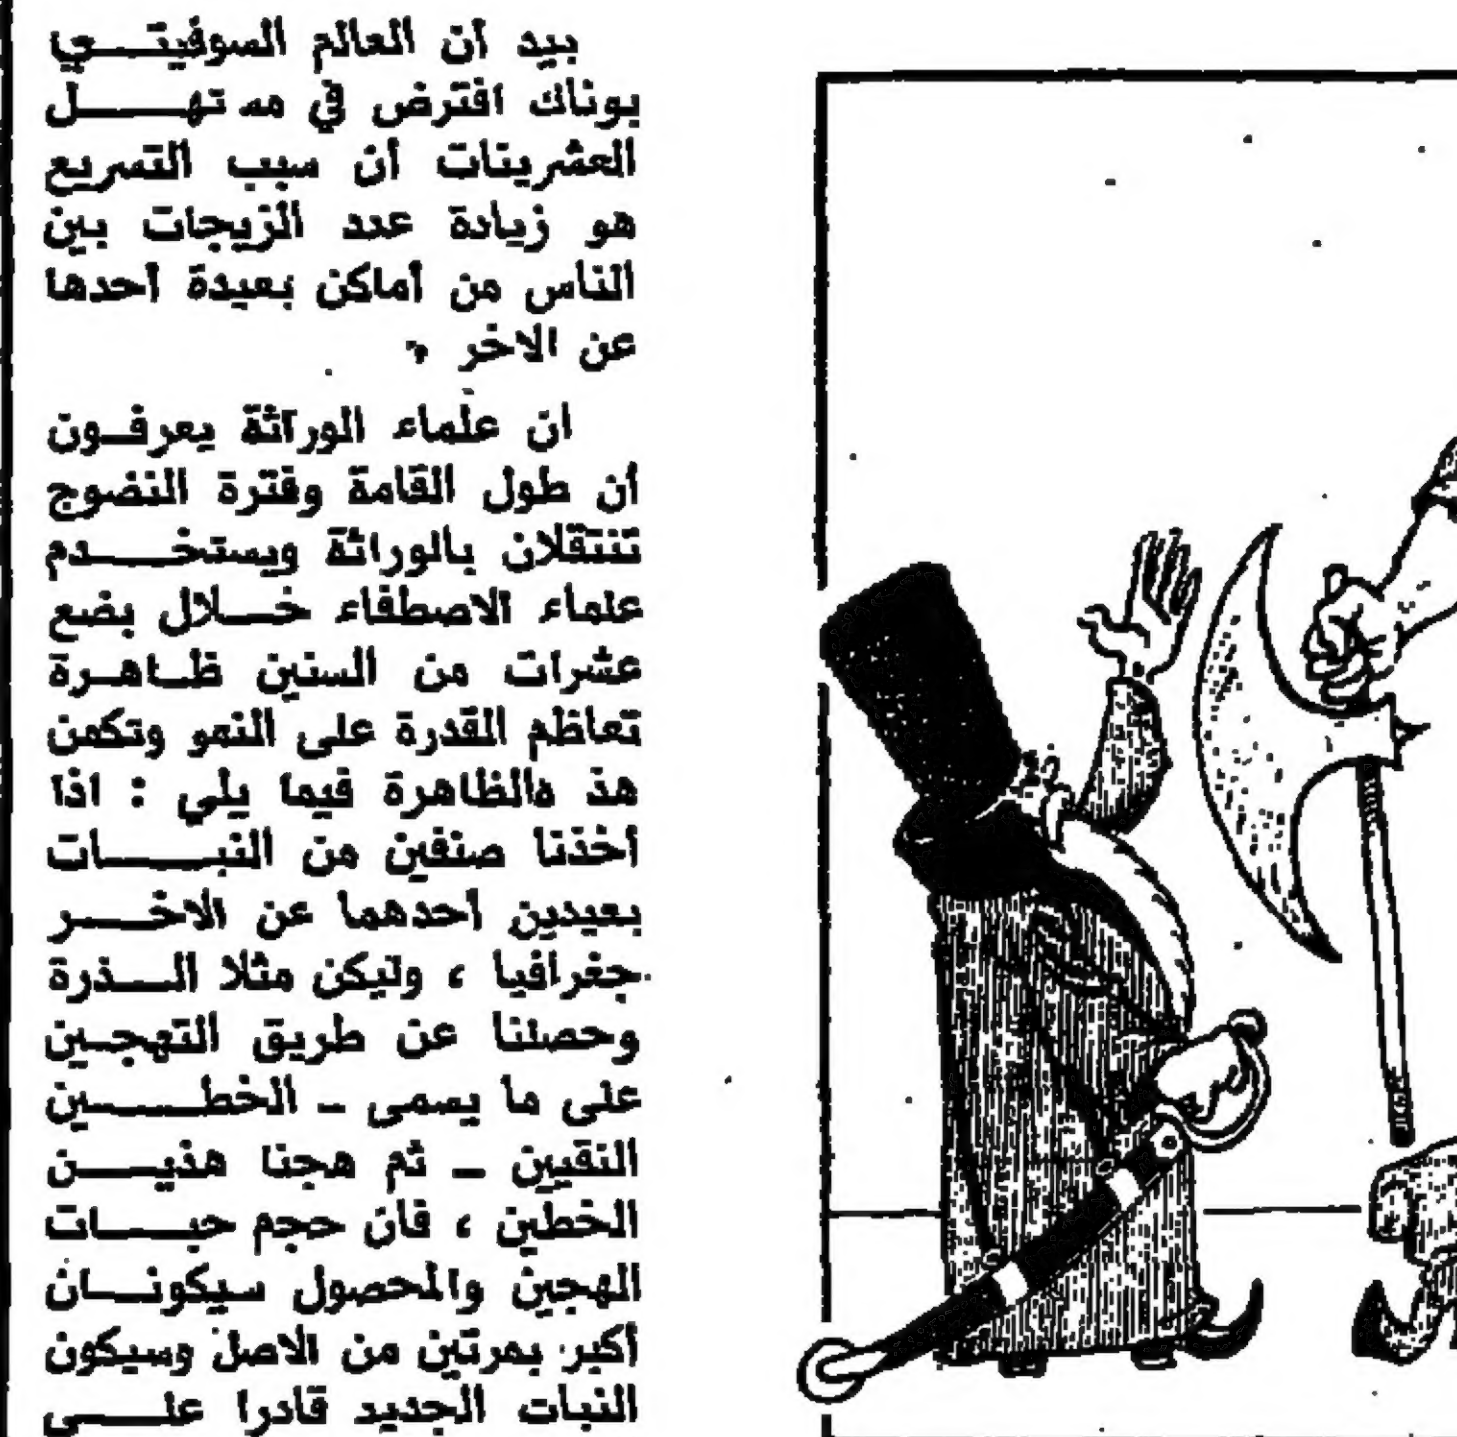 بيد أن العالم السوفيتي
بوناك افترض في مستهل
العشرينات أن سبب التسريع
هو زيادة عدد الزيجات بين
الناس من أماكن بعيدة أحدها
عن الاخر .
ان علماء الوراثة يعرفون
أن طول القامة وفترة النضوج
تنتقلان بالوراثة ويستخدم
علماء الاصطفاء خلال بضع
عشرات من السنين ظاهرة
تعاظم القدرة على النمو وتكمن
هذ هالظاهرة فيما يلي : اذا
أخذنا صنفين من النبات
بعيدين احدهما عن الاخر
جغرافيا ، وليكن مثلا الذرة
وحصلنا عن طريق التهجين
على ما يسمى - الخطين
النقيين - ثم هجنا هذين
الخطين ، فان حجم حبات
الهجين والمحصول سيكونان
أكبر بمرتين من الاصل وسيكون
النبات الجديد قادرا على